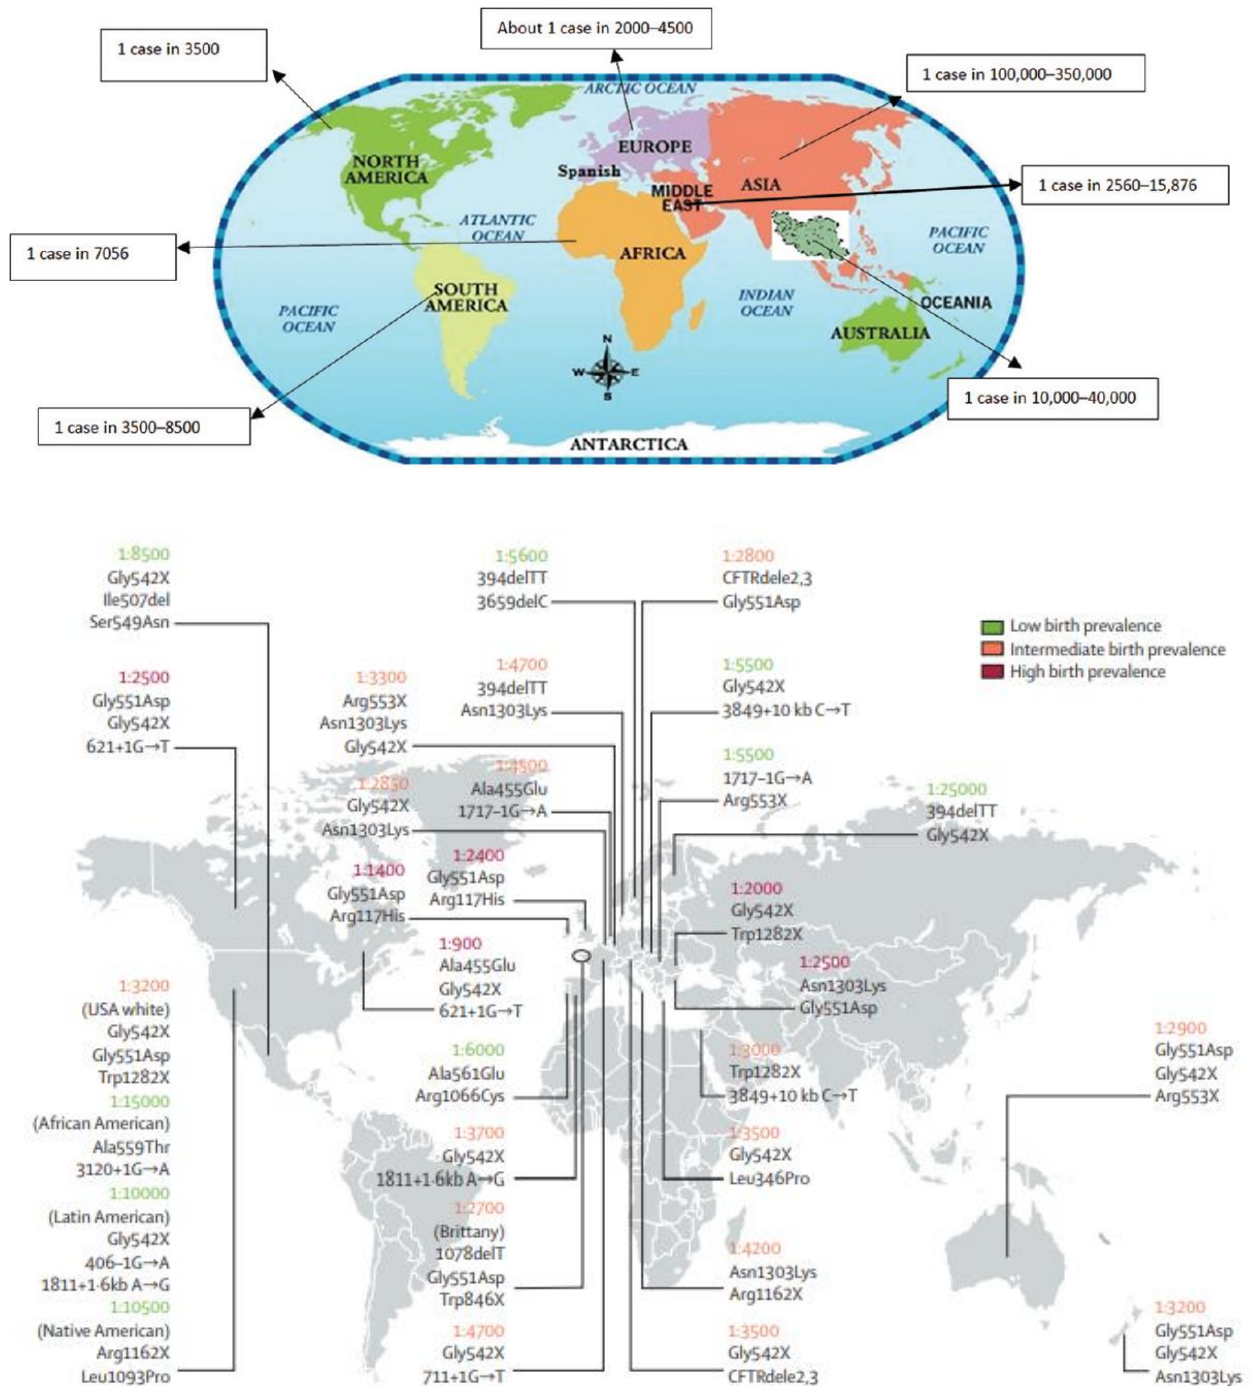 1 case in 3500
About 1 case in 2000–4500
1 case in 100,000–350,000
1 case in 2560–15,876
1 case in 7056
1 case in 3500–8500
1 case in 10,000–40,000
ARCTIC OCEAN
NORTH
AMERICA
EUROPE
Spanish
MIDDLE
EAST
ASIA
ATLANTIC
OCEAN
AFRICA
PACIFIC
OCEAN
SOUTH
AMERICA
PACIFIC
OCEAN
INDIAN
OCEAN
OCEANIA
AUSTRALIA
N
W
E
S
ANTARCTICA
1:8500
Gly542X
Ile507del
Ser549Asn
1:2500
Gly551Asp
Gly542X
621+1G→T
1:3300
Arg553X
Asn1303Lys
Gly542X
1:2850
Gly542X
Asn1303Lys
1:1400
Gly551Asp
Arg117His
1:5600
394delTT
3659delC
1:4700
394delTT
Asn1303Lys
1:4500
Ala455Glu
1717–1G→A
1:2400
Gly551Asp
Arg117His
1:900
Ala455Glu
Gly542X
621+1G→T
1:2800
CFTRdele2,3
Gly551Asp
1:5500
Gly542X
3849+10 kb C→T
1:5500
1717–1G→A
Arg553X
Low birth prevalence
Intermediate birth prevalence
High birth prevalence
1:25000
394delTT
Gly542X
1:2000
Gly542X
Trp1282X
1:2500
Asn1303Lys
Gly551Asp
1:3200
(USA white)
Gly542X
Gly551Asp
Trp1282X
1:15000
(African American)
Ala559Thr
3120+1G→A
1:10000
(Latin American)
Gly542X
406–1G→A
1811+1·6kb A→G
1:10500
(Native American)
Arg1162X
Leu1093Pro
1:6000
Ala561Glu
Arg1066Cys
1:3700
Gly542X
1811+1·6kb A→G
1:2700
(Brittany)
1078delT
Gly551Asp
Trp846X
1:4700
Gly542X
711+1G→T
1:3000
Trp1282X
3849+10 kb C→T
1:3500
Gly542X
Leu346Pro
1:4200
Asn1303Lys
Arg1162X
1:3500
Gly542X
CFTRdele2,3
1:2900
Gly551Asp
Gly542X
Arg553X
1:3200
Gly551Asp
Gly542X
Asn1303Lys